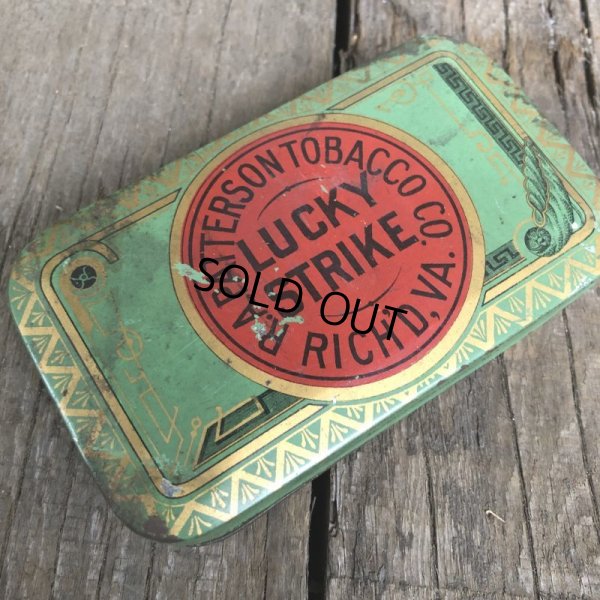 R.A. PATTERSON TOBACCO CO.
LUCKY
STRIKE
RICH'D, VA.
SOLD OUT